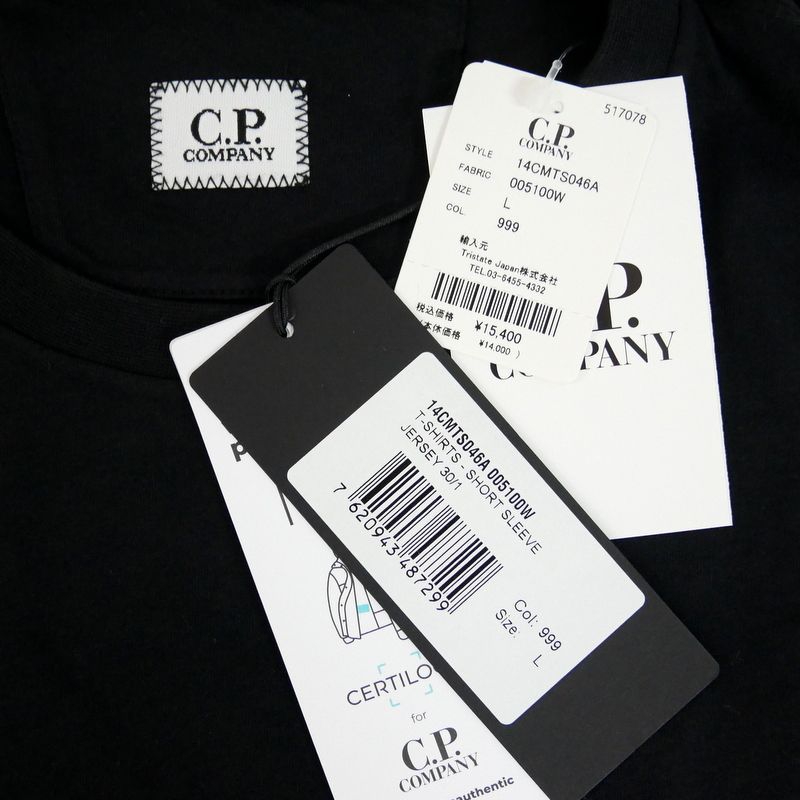 C.P.
COMPANY
517078
C.P.
COMPANY
STYLE 14CMTS046A
FABRIC 005100W
SIZE L
COL. 999
輸入元
Tristate Japan株式会社
TEL.03-6455-4332
税込価格 ¥15,400
(本体価格 ¥14,000 )
P.
PANY
14CMTS046A 005100W
T-SHIRTS - SHORT SLEEVE
JERSEY 30/1
7 620943 487299
Col: 999
Size: L
CERTILO
for
C.P.
COMPANY
authentic